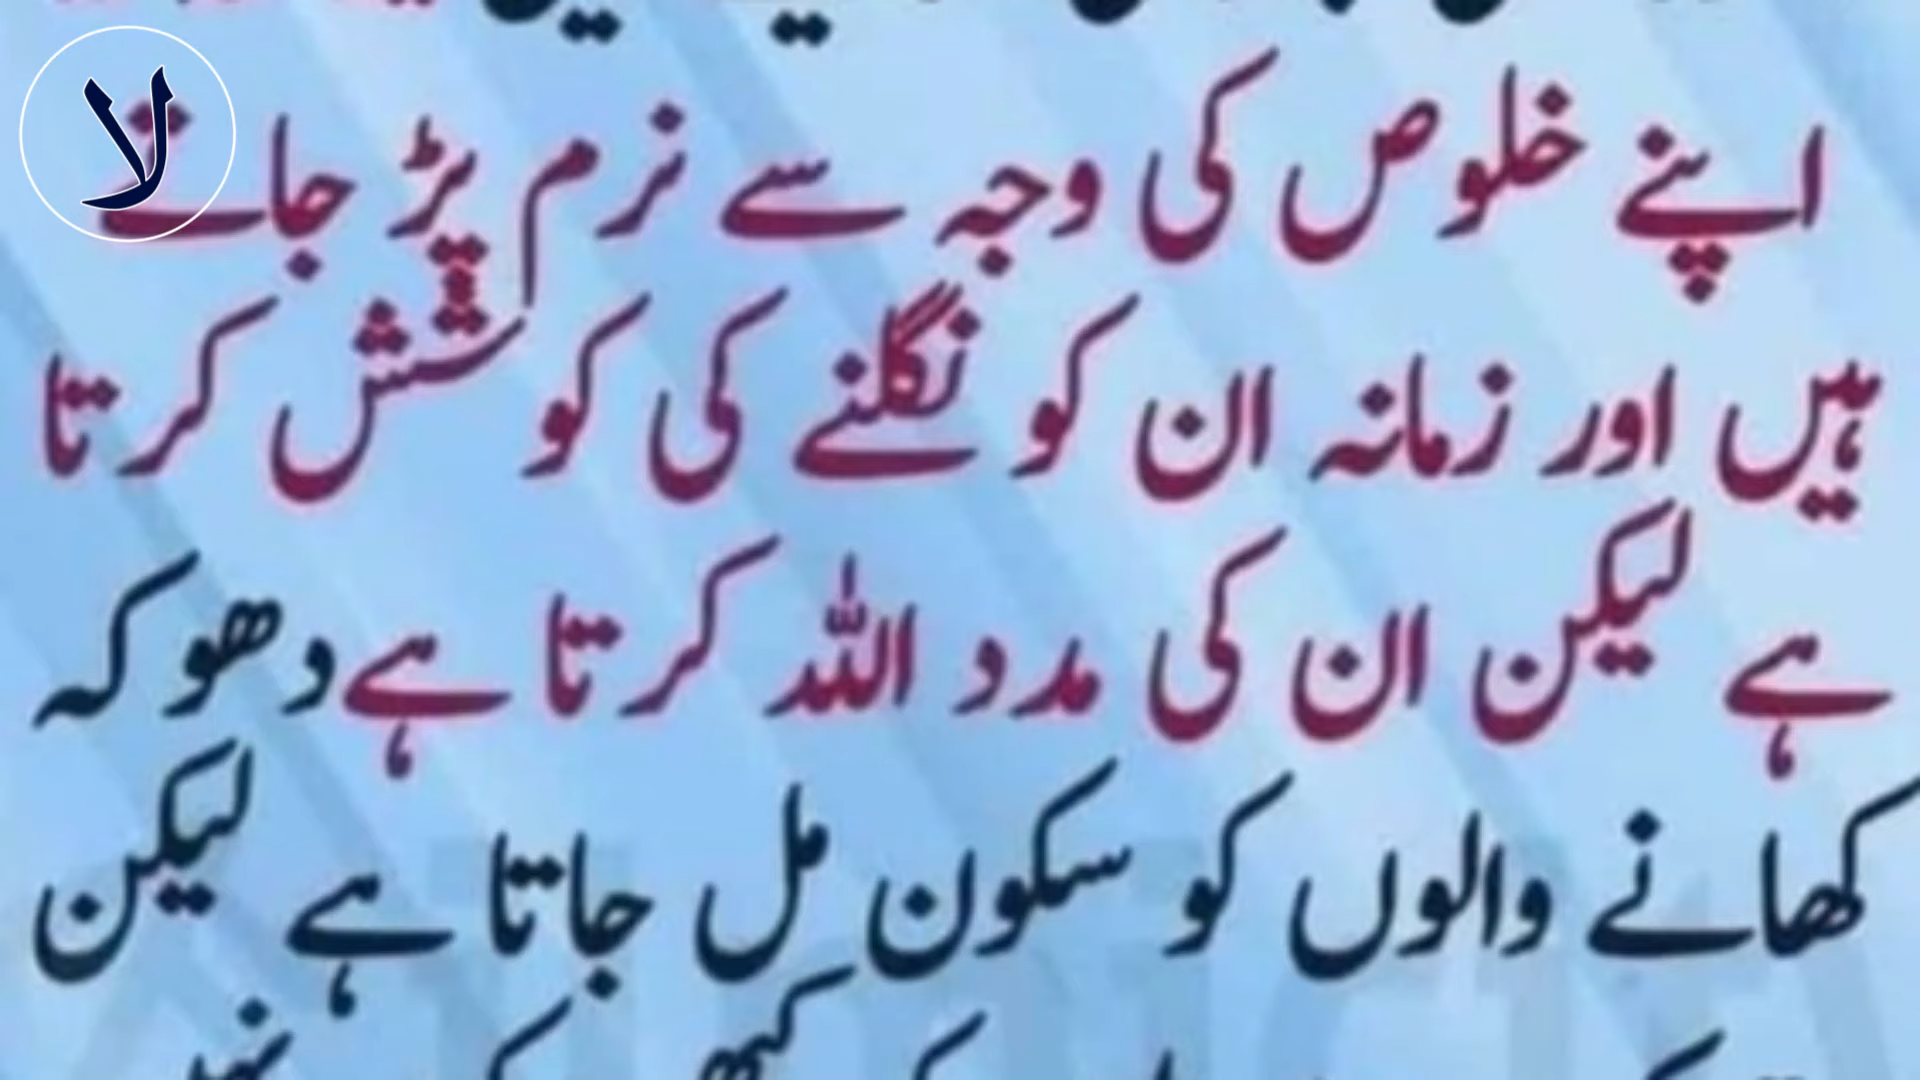 لا
اپنے خلوص کی وجہ سے نرم پڑ جاتے
ہیں اور زمانہ ان کو نگلنے کی کوشش کرتا
ہے لیکن ان کی مدد اللہ کرتا ہے دھوکہ
کھانے والوں کو سکون مل جاتا ہے لیکن